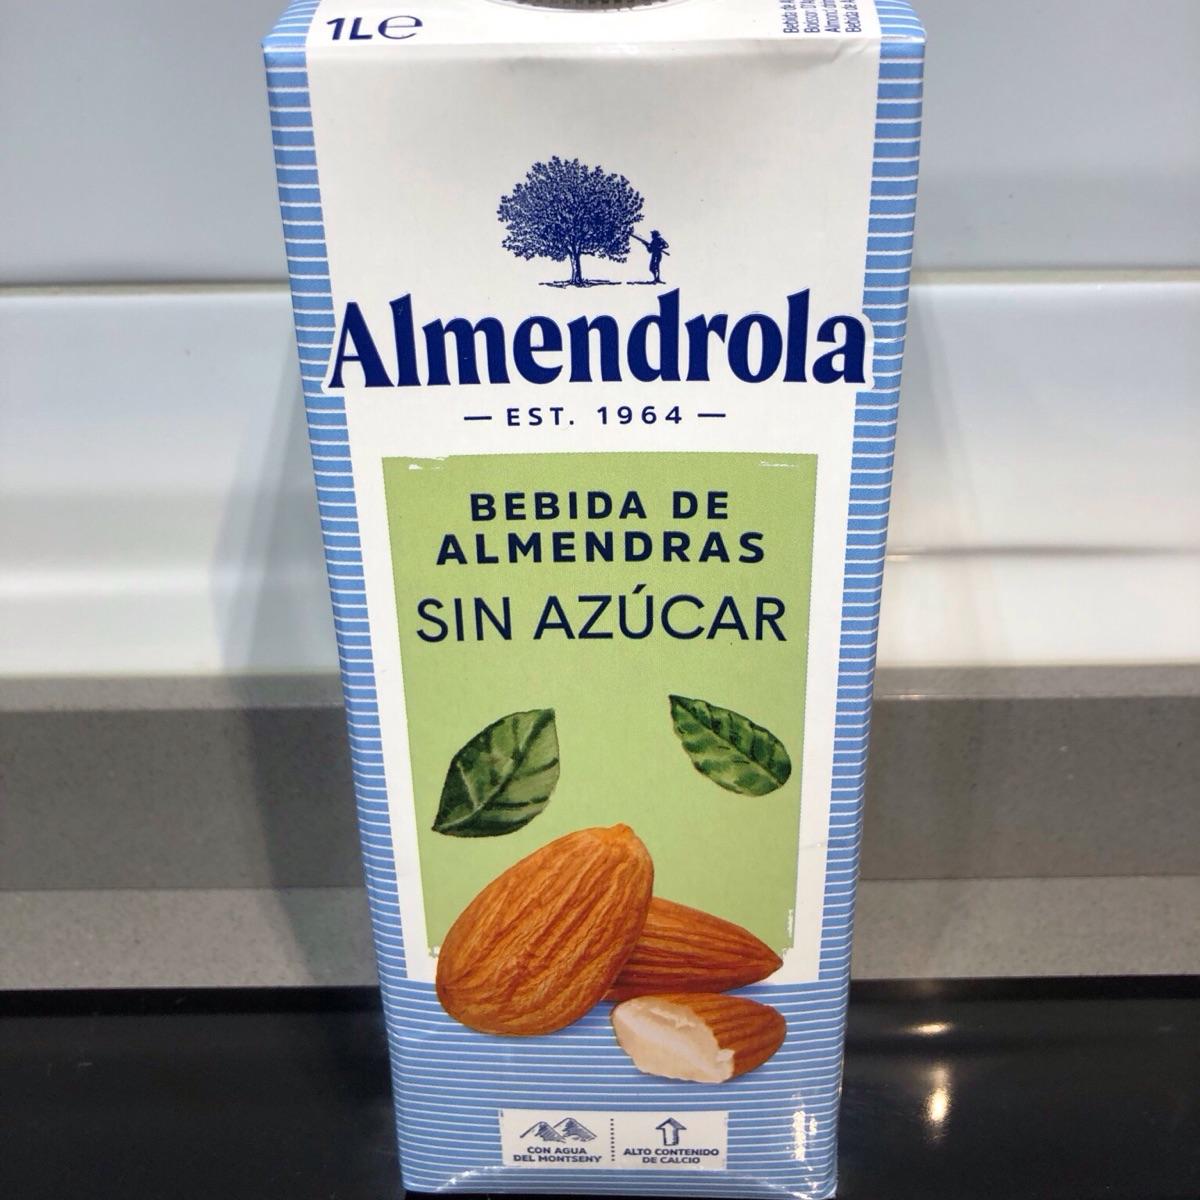 1L e
Almendrola
EST. 1964
BEBIDA DE
ALMENDRAS
SIN AZÚCAR
CON AGUA
DEL MONTSENY
ALTO CONTENIDO
DE CALCIO